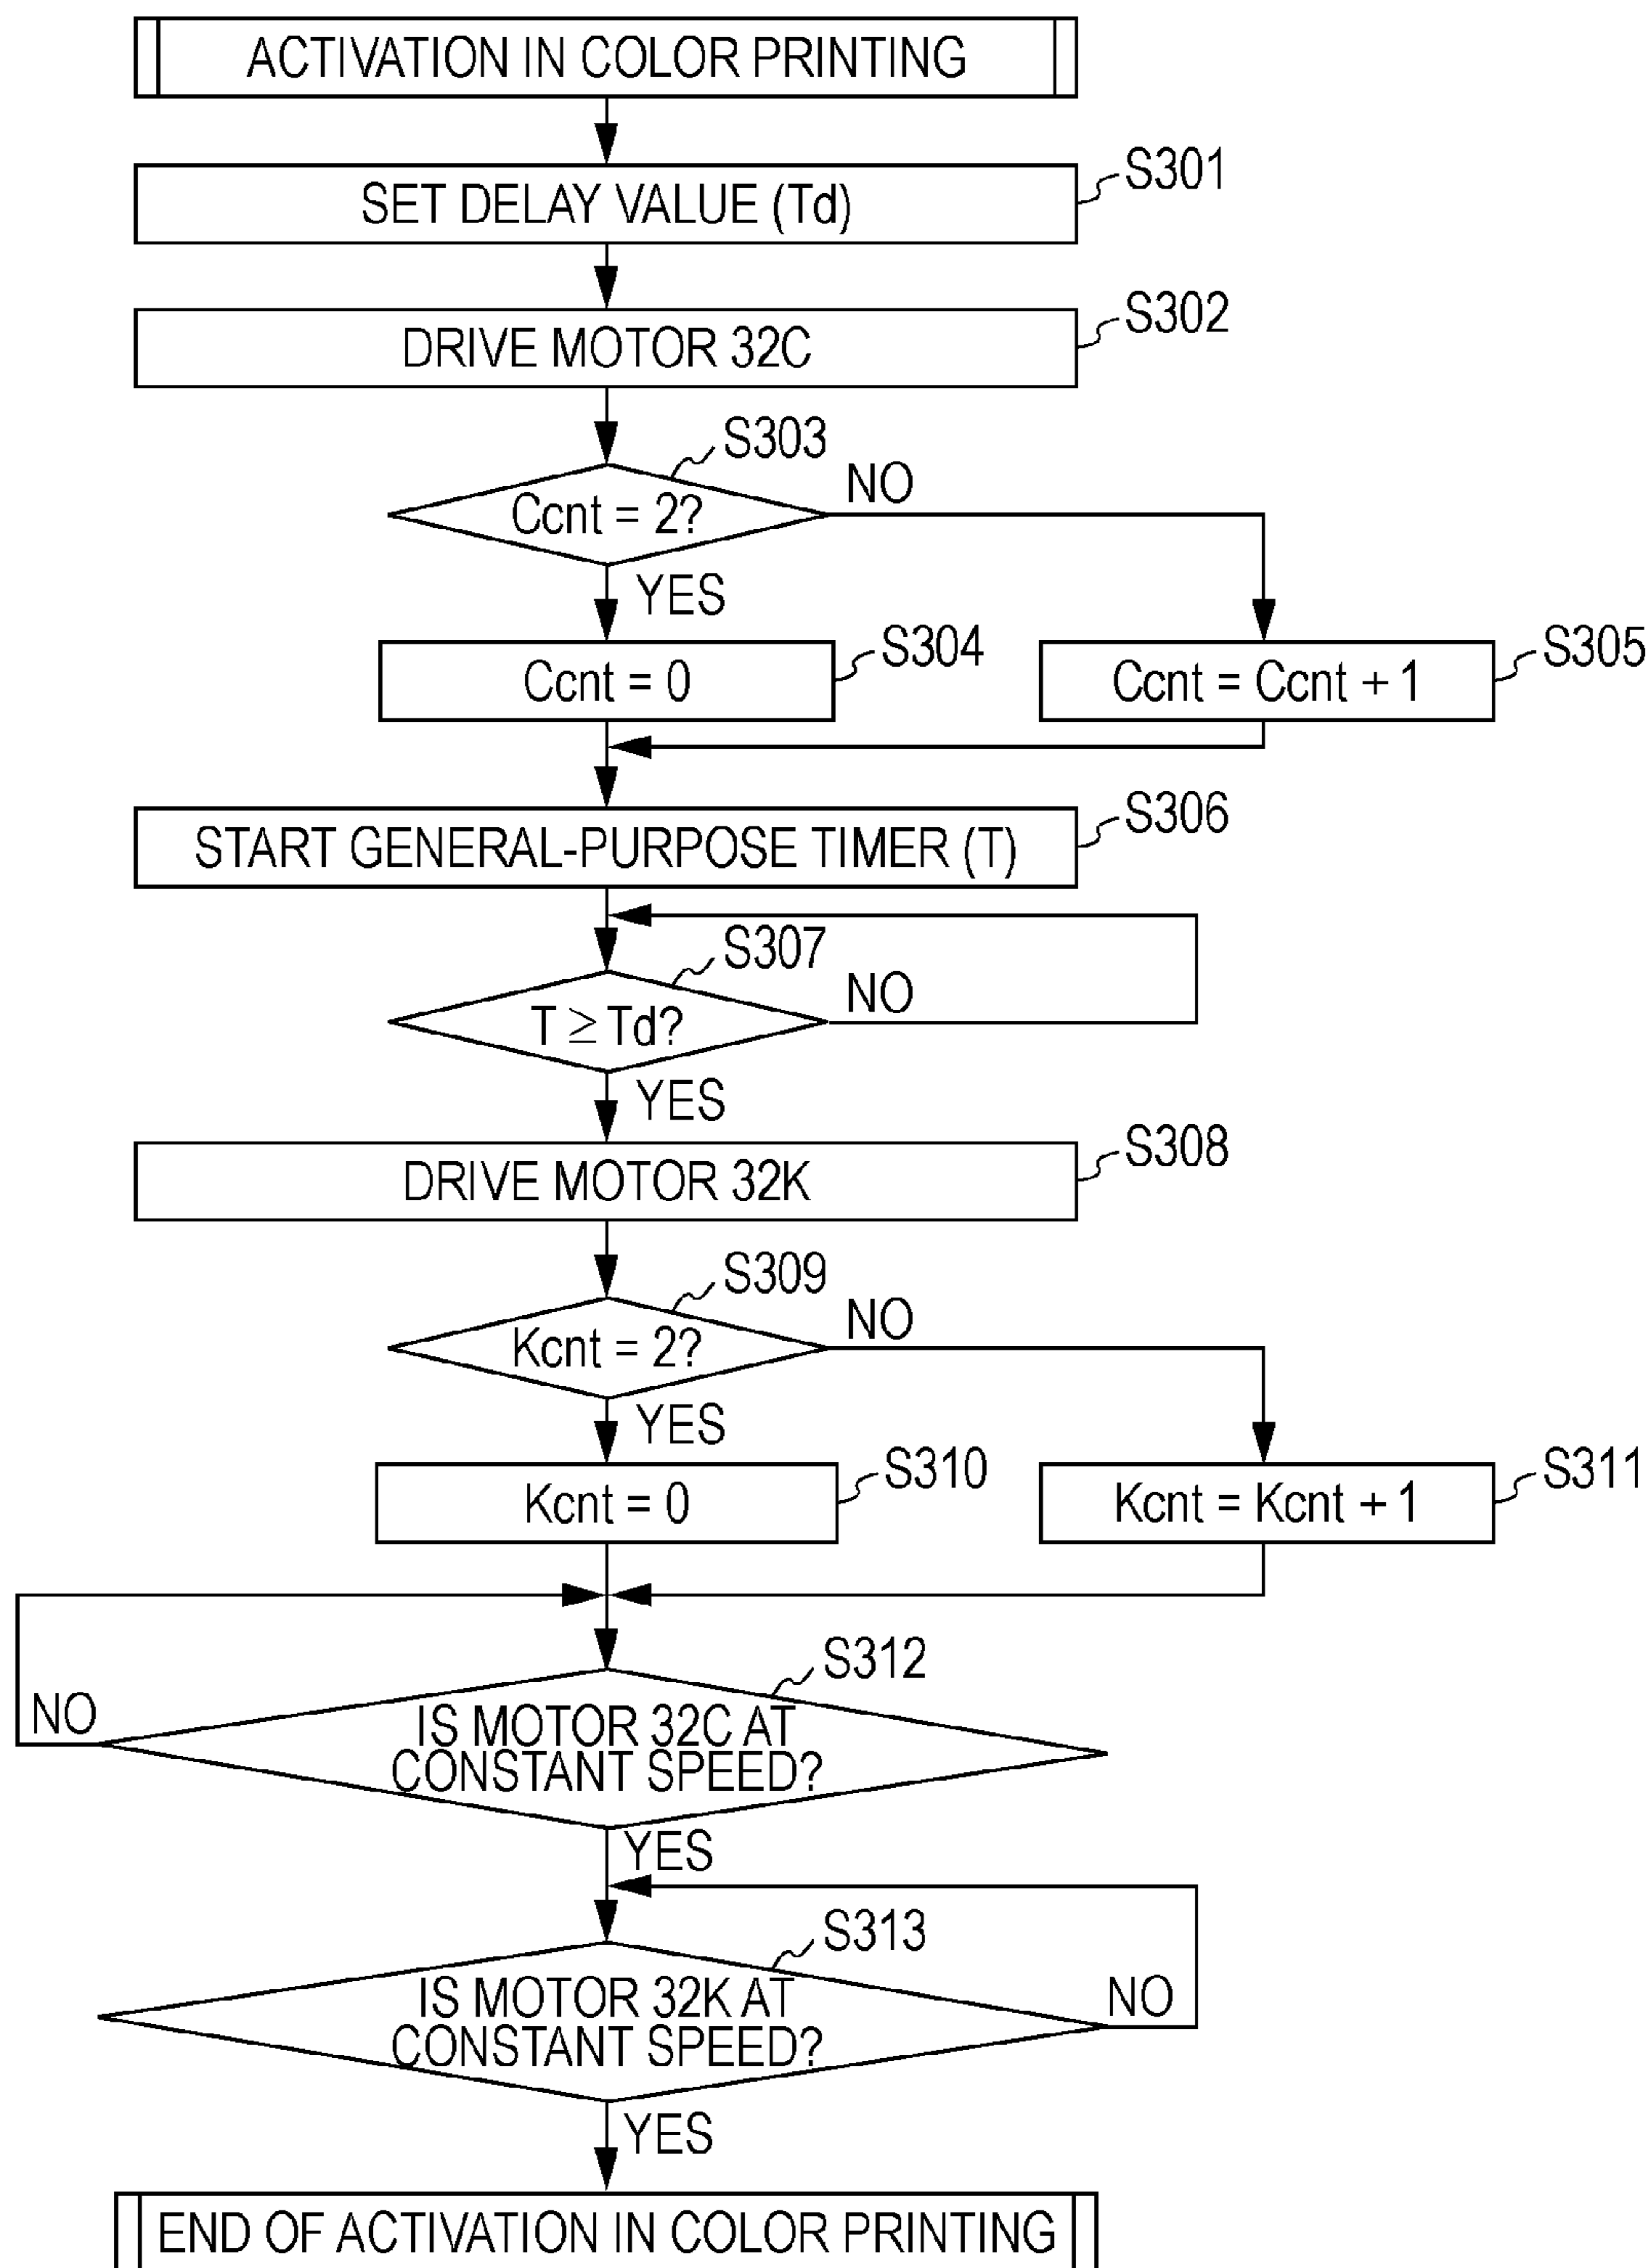 ACTIVATION IN COLOR PRINTING
S301
SET DELAY VALUE (Td)
S302
DRIVE MOTOR 32C
S303
Ccnt = 2?
NO
YES
S304
Ccnt = 0
S305
Ccnt = Ccnt + 1
S306
START GENERAL-PURPOSE TIMER (T)
S307
T ≧ Td?
NO
YES
S308
DRIVE MOTOR 32K
S309
Kcnt = 2?
NO
YES
S310
Kcnt = 0
S311
Kcnt = Kcnt + 1
S312
NO
IS MOTOR 32C AT
CONSTANT SPEED?
YES
S313
IS MOTOR 32K AT
CONSTANT SPEED?
NO
YES
END OF ACTIVATION IN COLOR PRINTING